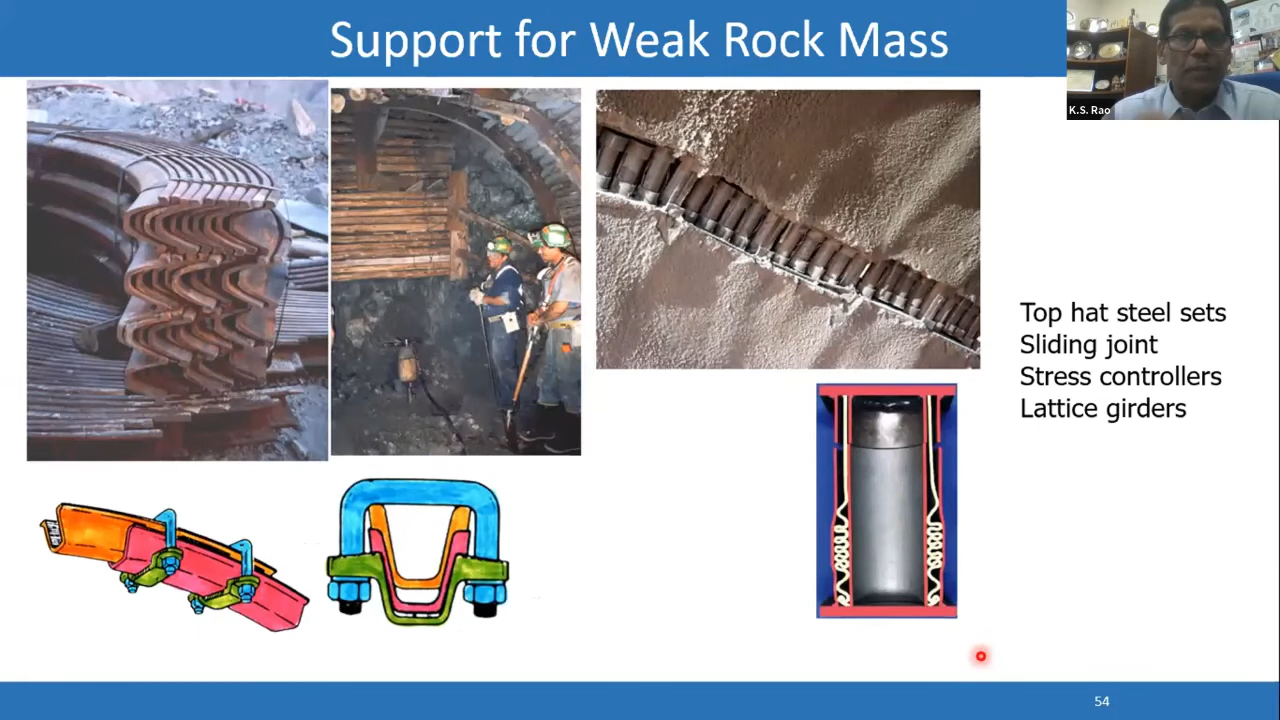 Support for Weak Rock Mass
K.S. Rao
Top hat steel sets
Sliding joint
Stress controllers
Lattice girders
54